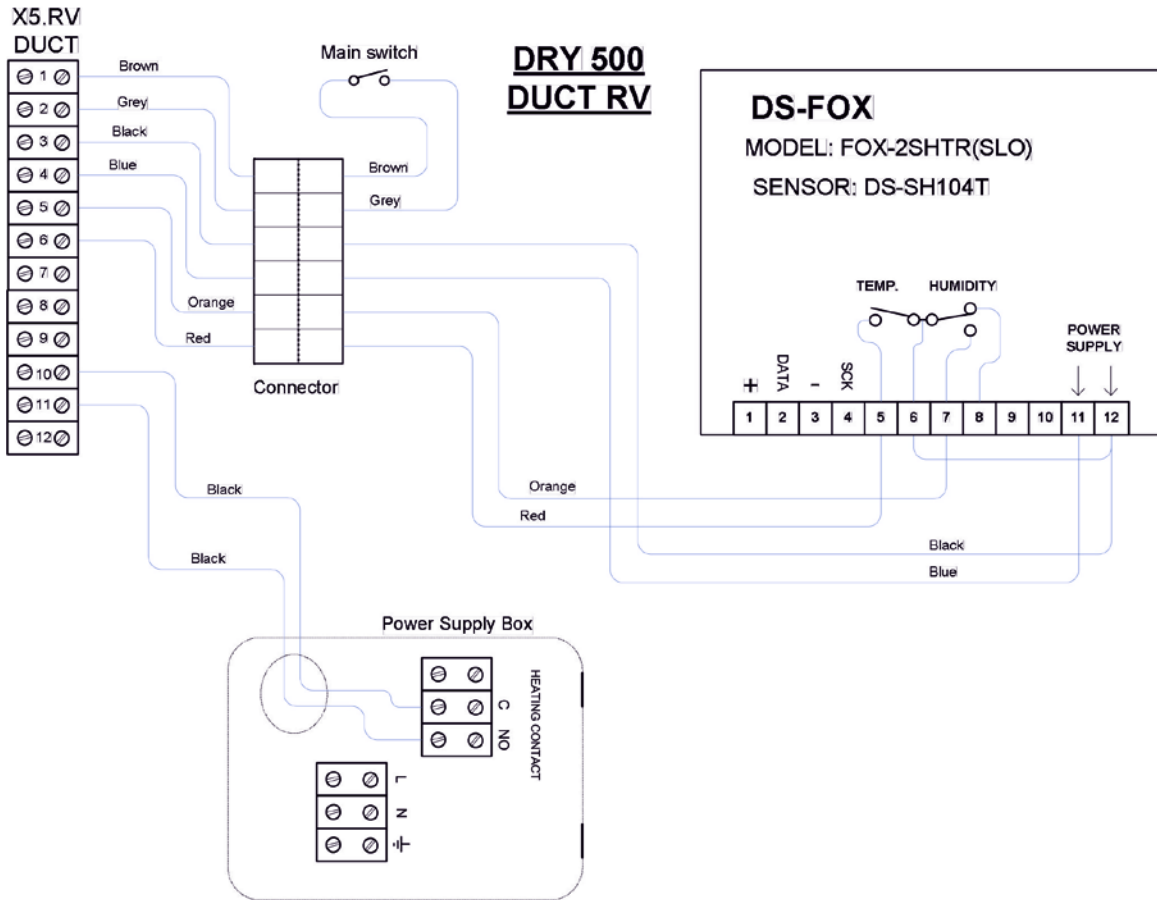 X5.RV
DUCT
1
2
3
4
5
6
7
8
9
10
11
12
Brown
Grey
Black
Blue
Orange
Red
Main switch
Brown
Grey
Connector
DRY 500
DUCT RV
DS-FOX
MODEL: FOX-2SHTR(SLO)
SENSOR: DS-SH104T
TEMP. HUMIDITY
POWER
SUPPLY
+
DATA
-
SCK
1 2 3 4 5 6 7 8 9 10 11 12
Orange
Red
Black
Blue
Black
Black
Power Supply Box
HEATING CONTACT
C
NO
L
N